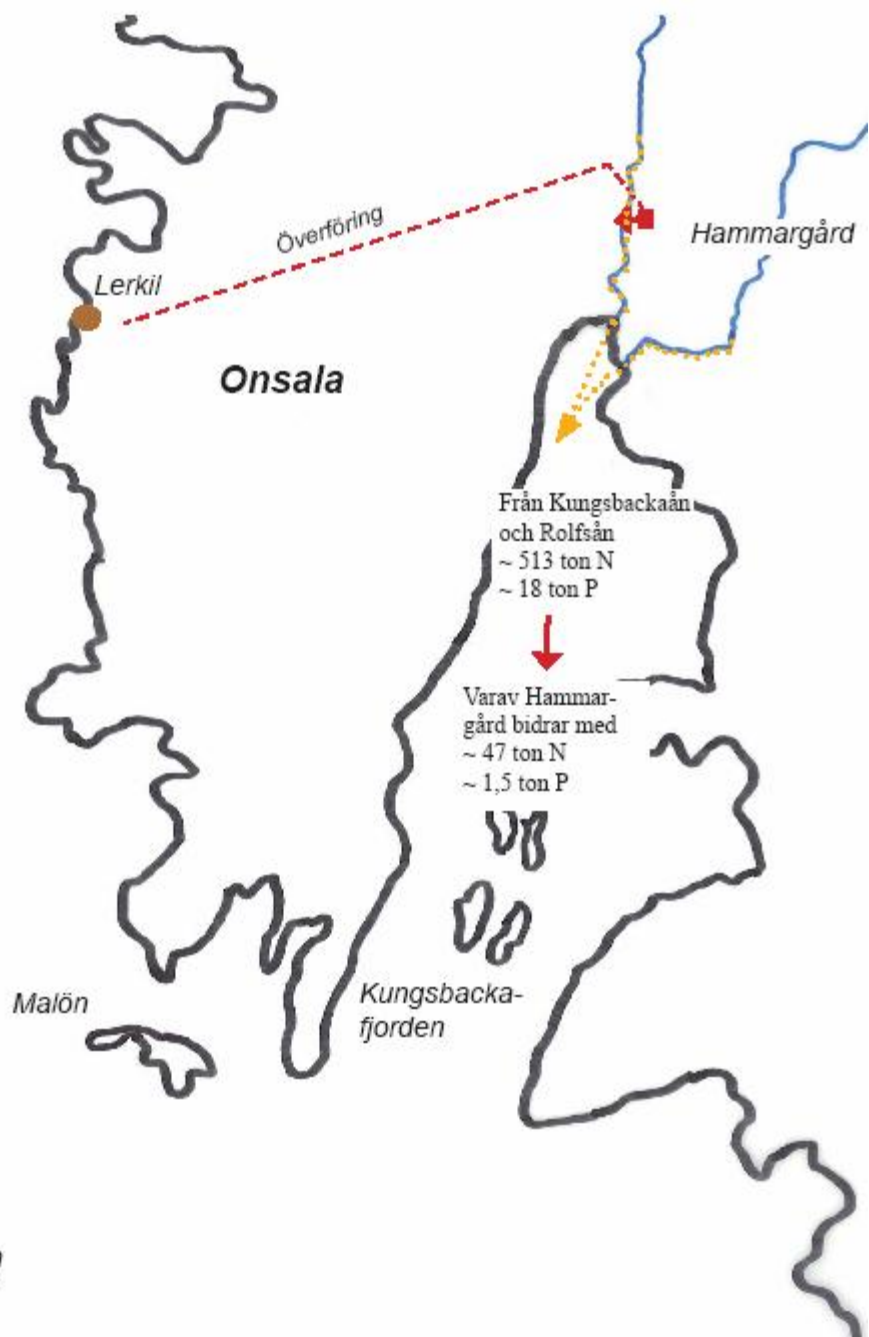 Överföring
Hammargård
Lerkil
Onsala
Från Kungsbackaån
och Rolfsån
~ 513 ton N
~ 18 ton P
Varav Hammar-
gård bidrar med
~ 47 ton N
~ 1,5 ton P
Malön
Kungsbacka-
fjorden